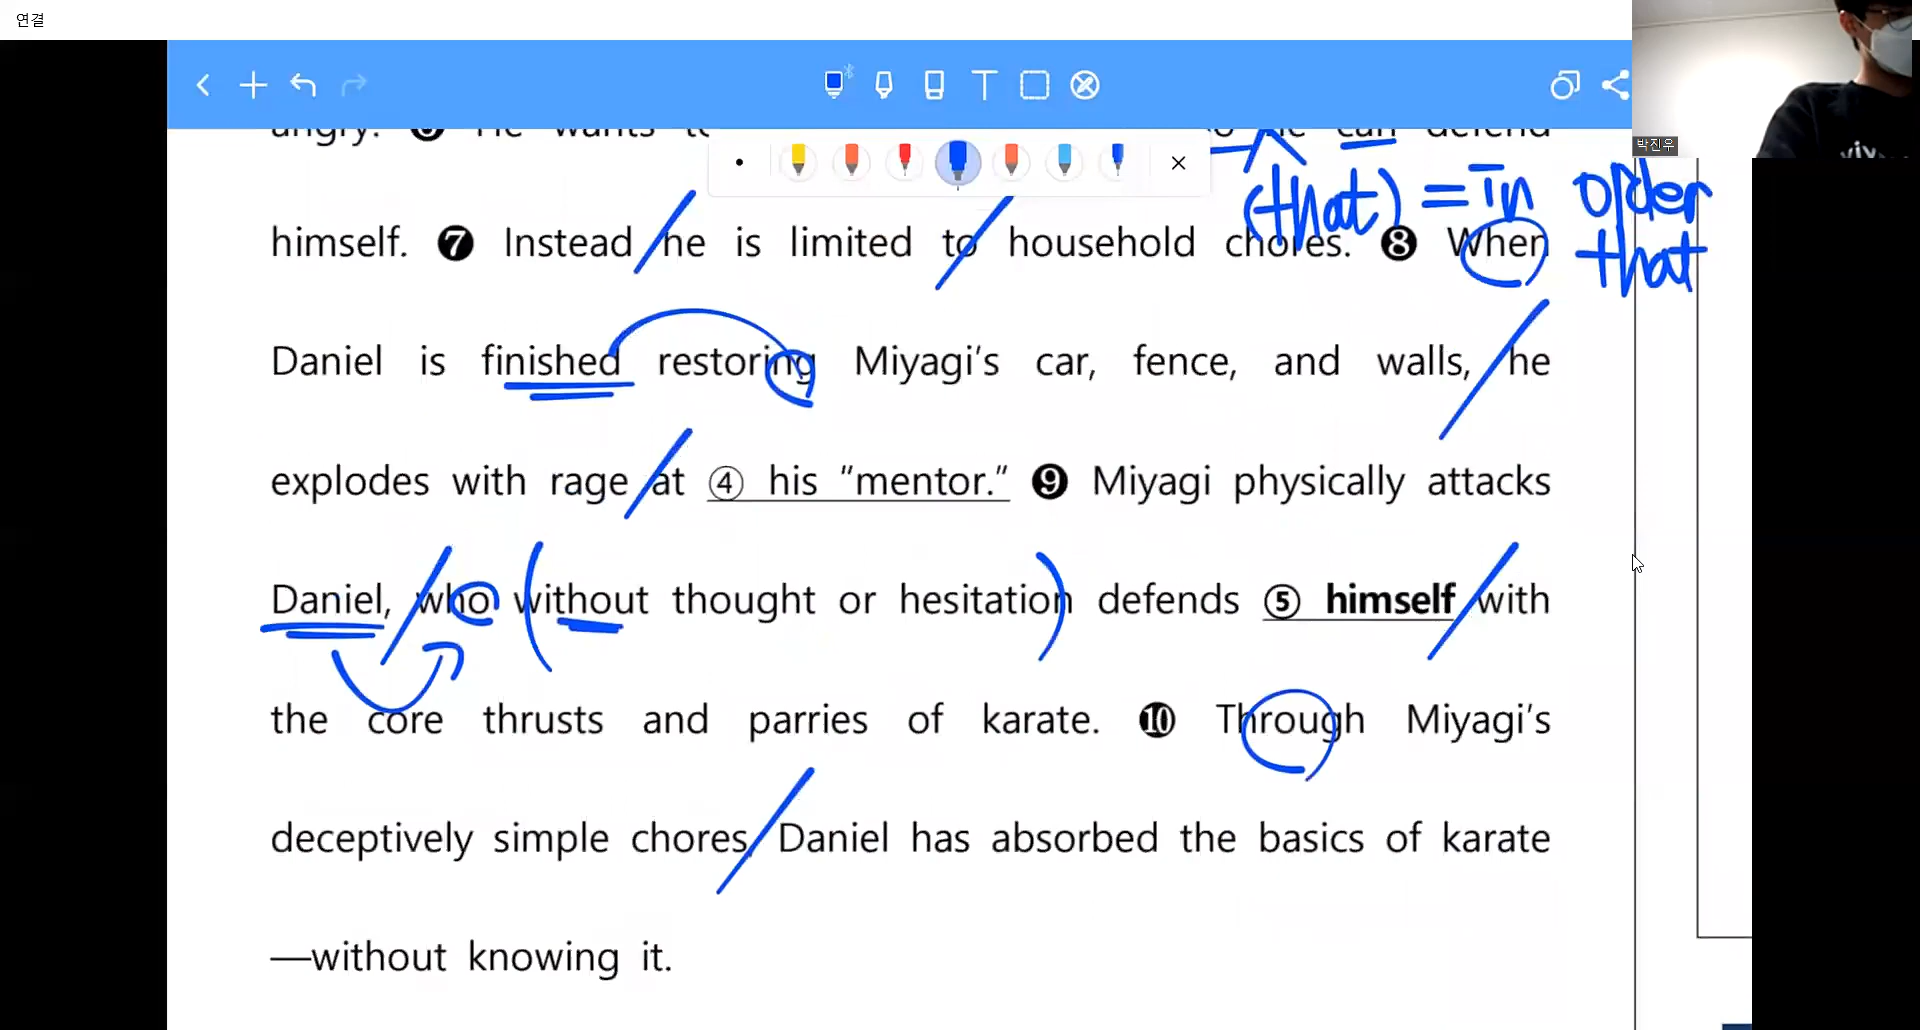 연결
박진우
angry. ❻ He wants to he can defend
(that) = in order that
himself. ❼ Instead he is limited to household chores. ❽ When
Daniel is finished restoring Miyagi's car, fence, and walls, he
explodes with rage at ④ his “mentor.” ❾ Miyagi physically attacks
Daniel, who without thought or hesitation defends ⑤ himself with
the core thrusts and parries of karate. ❿ Through Miyagi's
deceptively simple chores, Daniel has absorbed the basics of karate
—without knowing it.